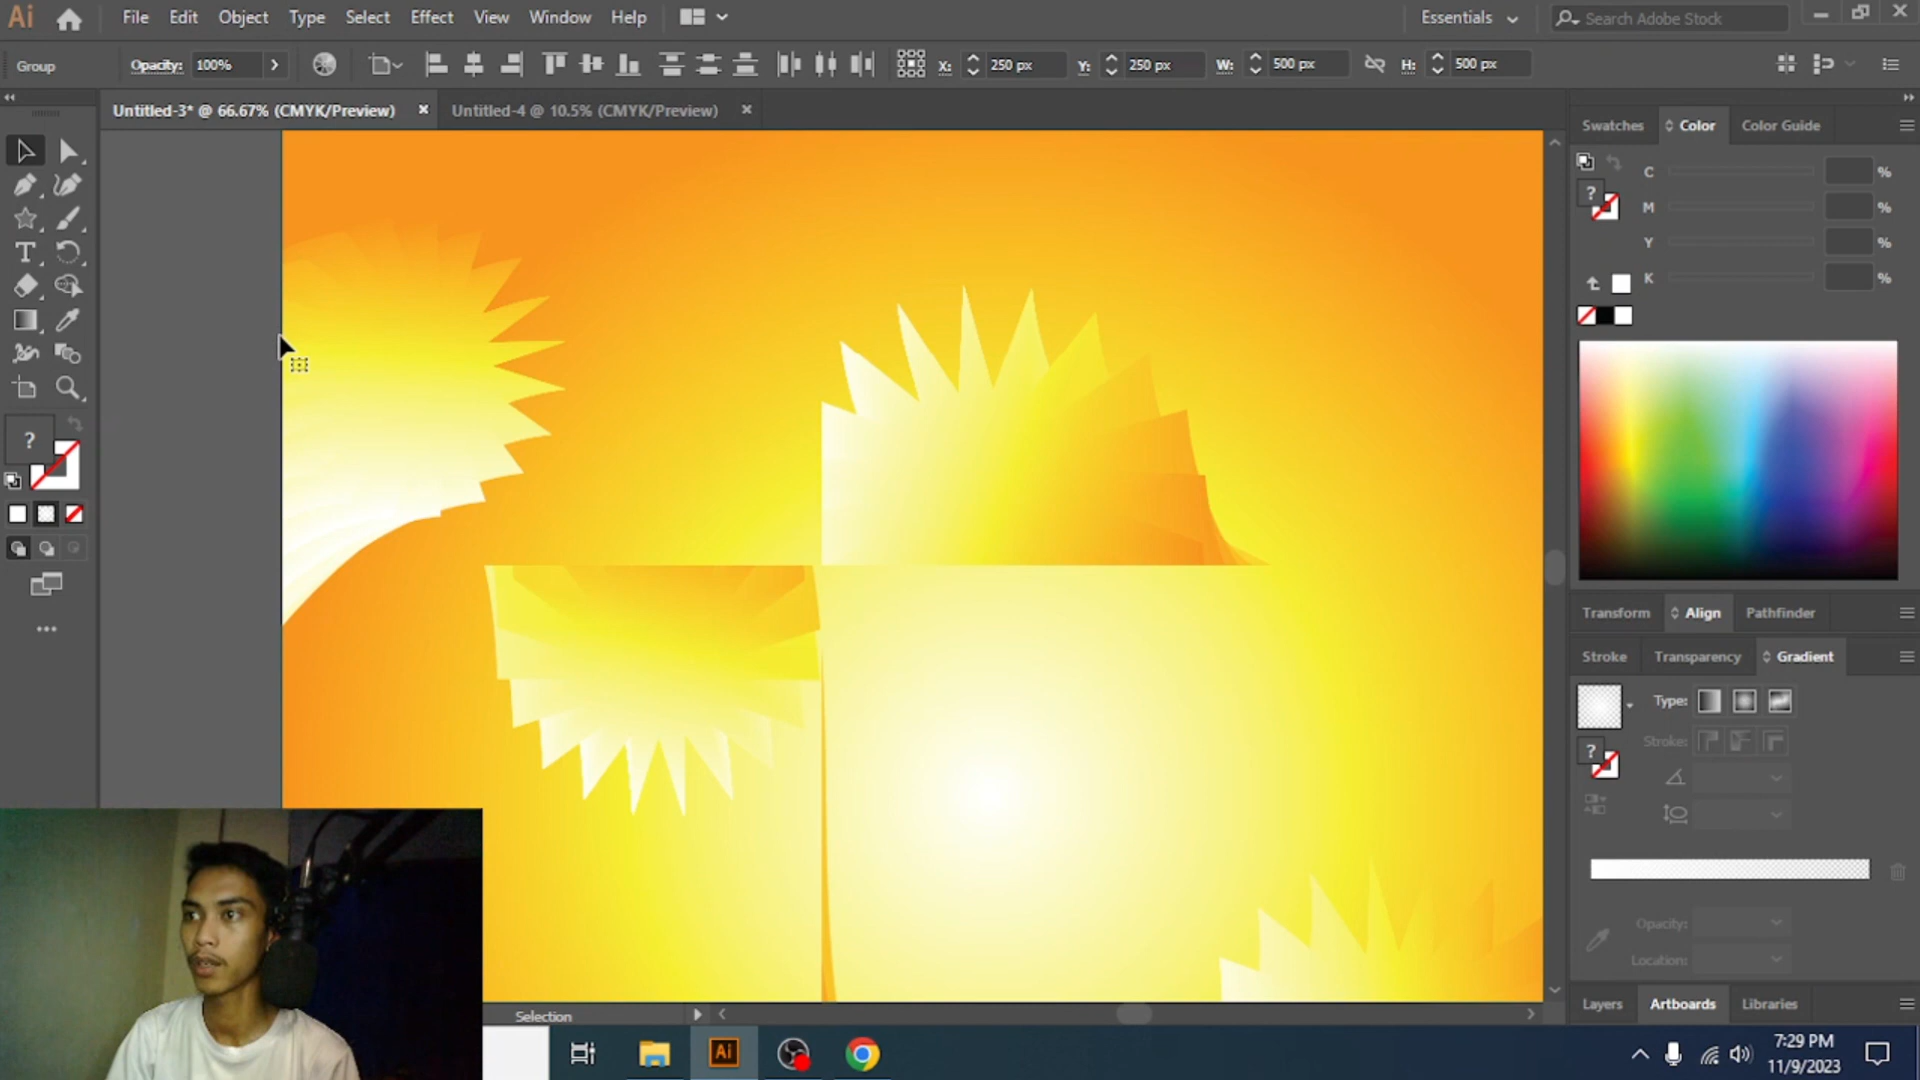 Ai File Edit Object Type Select Effect View Window Help Essentials Search Adobe Stock
Group Opacity: 100% X: 250 px Y: 250 px W: 500 px H: 500 px
Untitled-3* @ 66.67% (CMYK/Preview) × Untitled-4 @ 10.5% (CMYK/Preview) ×
Swatches Color Color Guide
C %
M %
Y %
K %
T
?
?
Transform Align Pathfinder
Stroke Transparency Gradient
Type:
Stroke:
?
Opacity:
Location:
Layers Artboards Libraries
Selection
Ai
7:29 PM
11/9/2023